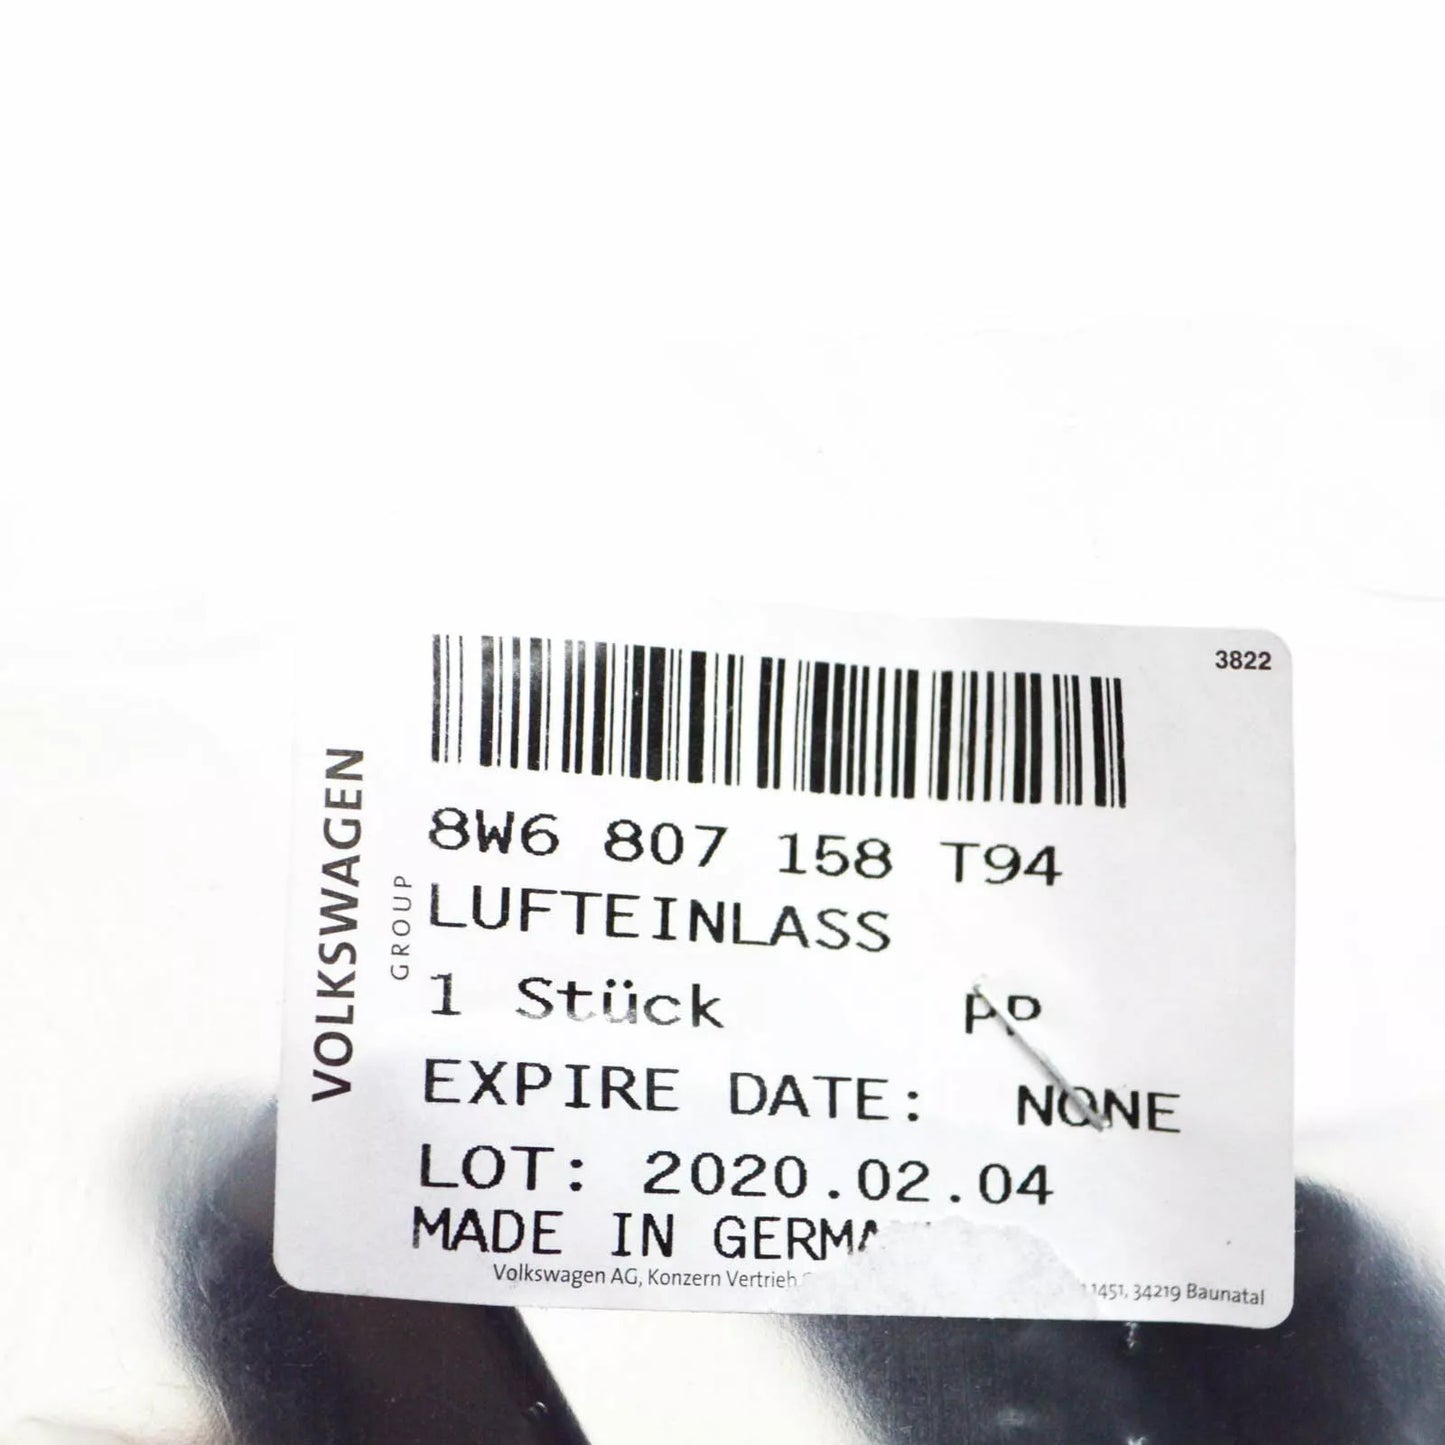 3822
VOLKSWAGEN
GROUP
8W6 807 158 T94
LUFTEINLASS
1 Stück PP
EXPIRE DATE: NONE
LOT: 2020.02.04
MADE IN
Volkswagen AG, Konzern Vertrieb 34219 Baunatal